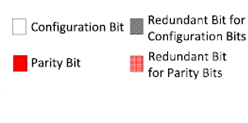 Configuration Bit
Redundant Bit for
Configuration Bits
Parity Bit
Redundant Bit
for Parity Bits